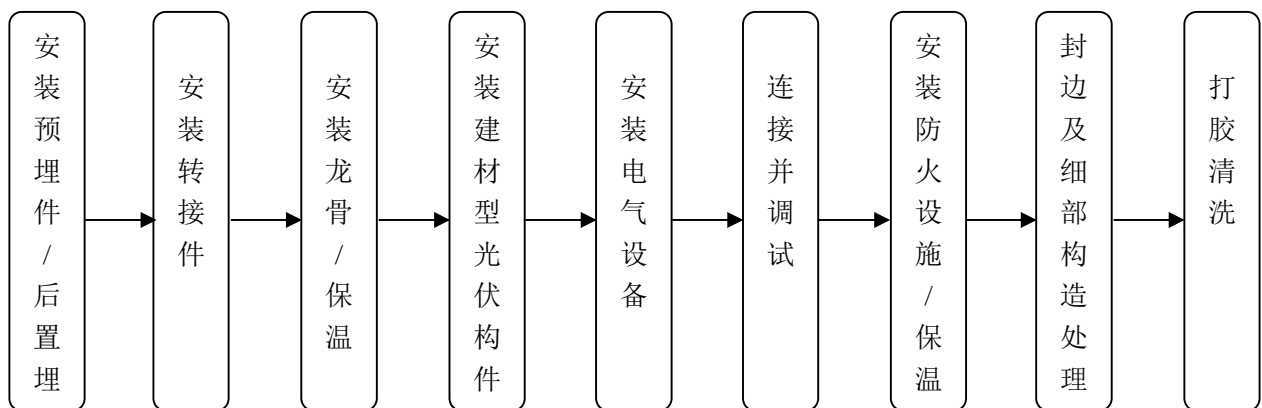 安装预埋件/后置埋
安装转接件
安装龙骨/保温
安装建材型光伏构件
安装电气设备
连接并调试
安装防火设施/保温
封边及细部构造处理
打胶清洗